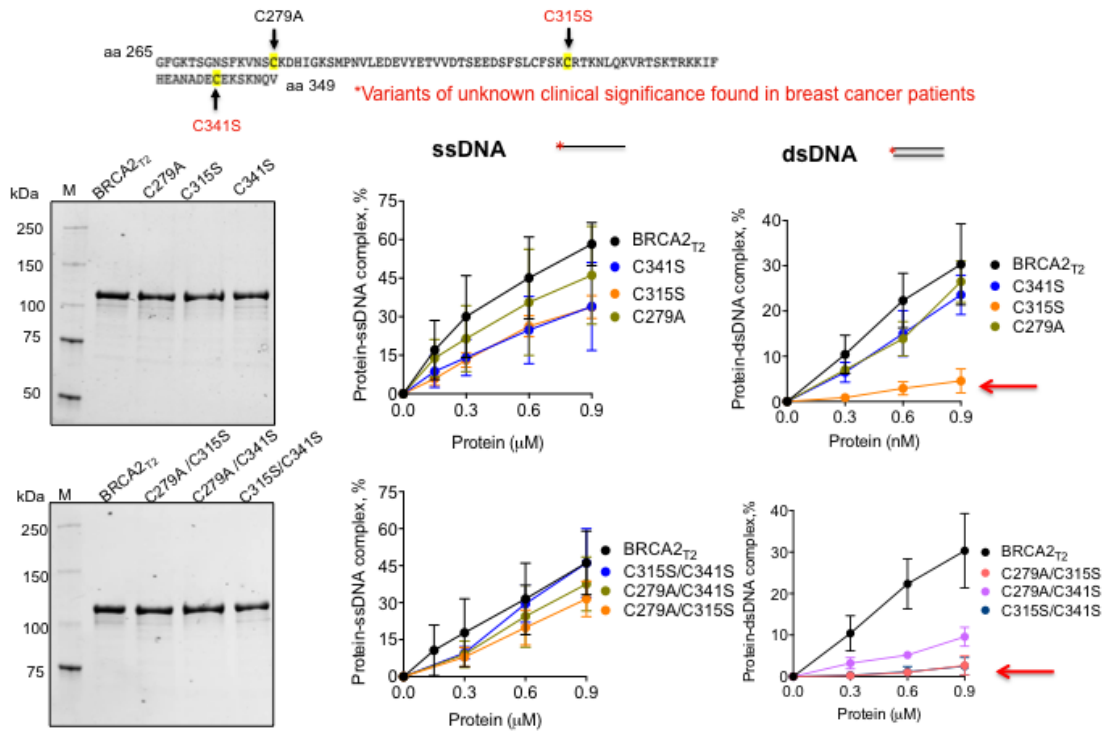 C279A
C315S
aa 265
GFGKTSGNSFKVNSCKDHIGKSMPNVLEDEVYETVVDTSEEDSFSLCFSKCRTKNLQKVRTSKTRKKIF
HEANADECEKSKNQV
aa 349
*Variants of unknown clinical significance found in breast cancer patients
C341S
ssDNA
*
dsDNA
*
kDa
M
BRCA2T2
C279A
C315S
C341S
250
150
100
75
50
Protein-ssDNA complex, %
75
60
45
30
15
0
0.0
0.3
0.6
0.9
Protein (µM)
BRCA2T2
C341S
C315S
C279A
Protein-dsDNA complex, %
40
30
20
10
0
0.0
0.3
0.6
0.9
Protein (nM)
BRCA2T2
C341S
C315S
C279A
kDa
M
BRCA2T2
C279A /C315S
C279A /C341S
C315S/C341S
250
150
100
75
Protein-ssDNA complex, %
75
60
45
30
15
0
0.0
0.3
0.6
0.9
Protein (µM)
BRCA2T2
C315S/C341S
C279A/C341S
C279A/C315S
Protein-dsDNA complex,%
40
30
20
10
0
0.0
0.3
0.6
0.9
Protein (µM)
BRCA2T2
C279A/C315S
C279A/C341S
C315S/C341S